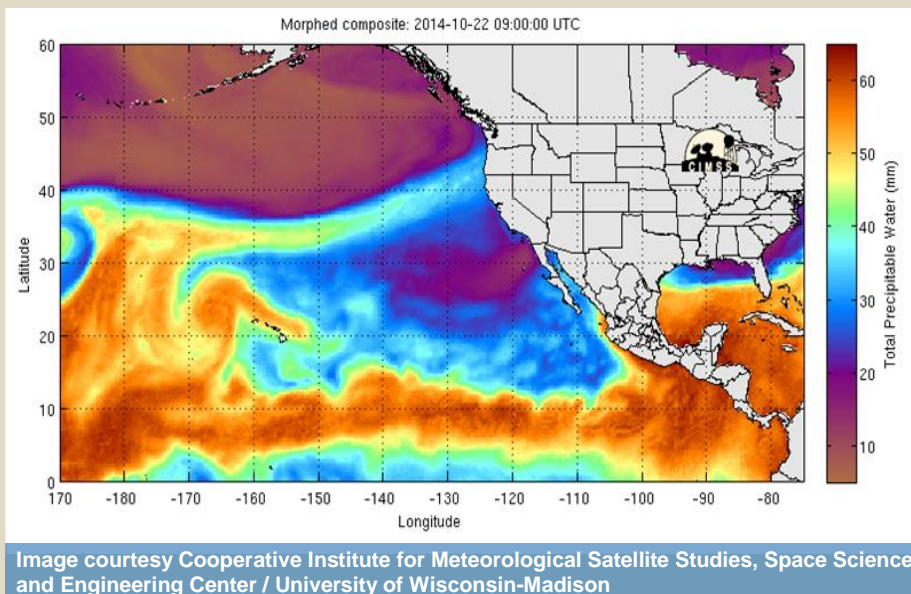 Morphed composite: 2014-10-22 09:00:00 UTC
60
50
40
30
20
10
0
Latitude
170 -180 -170 -160 -150 -140 -130 -120 -110 -100 -90 -80
Longitude
CIMSS
60
50
40
30
20
10
Total Precipitable Water (mm)
Image courtesy Cooperative Institute for Meteorological Satellite Studies, Space Science
and Engineering Center / University of Wisconsin-Madison